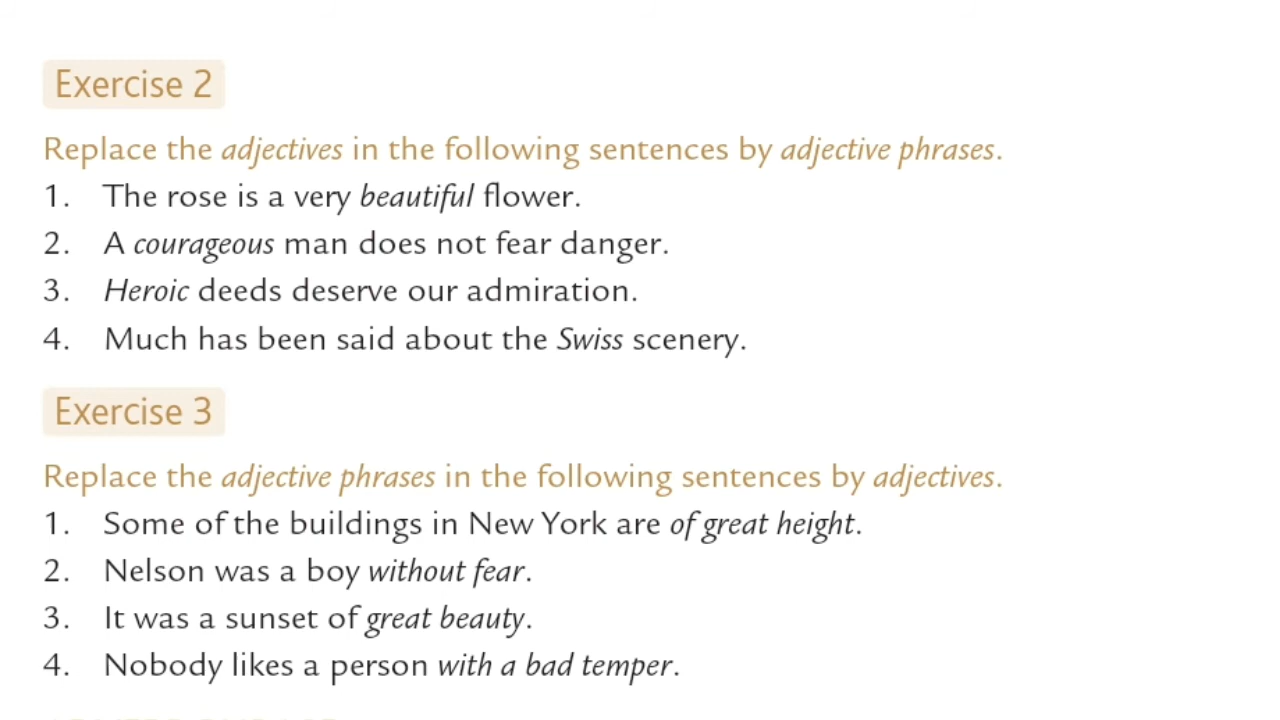 Exercise 2
Replace the adjectives in the following sentences by adjective phrases.
1. The rose is a very beautiful flower.
2. A courageous man does not fear danger.
3. Heroic deeds deserve our admiration.
4. Much has been said about the Swiss scenery.
Exercise 3
Replace the adjective phrases in the following sentences by adjectives.
1. Some of the buildings in New York are of great height.
2. Nelson was a boy without fear.
3. It was a sunset of great beauty.
4. Nobody likes a person with a bad temper.